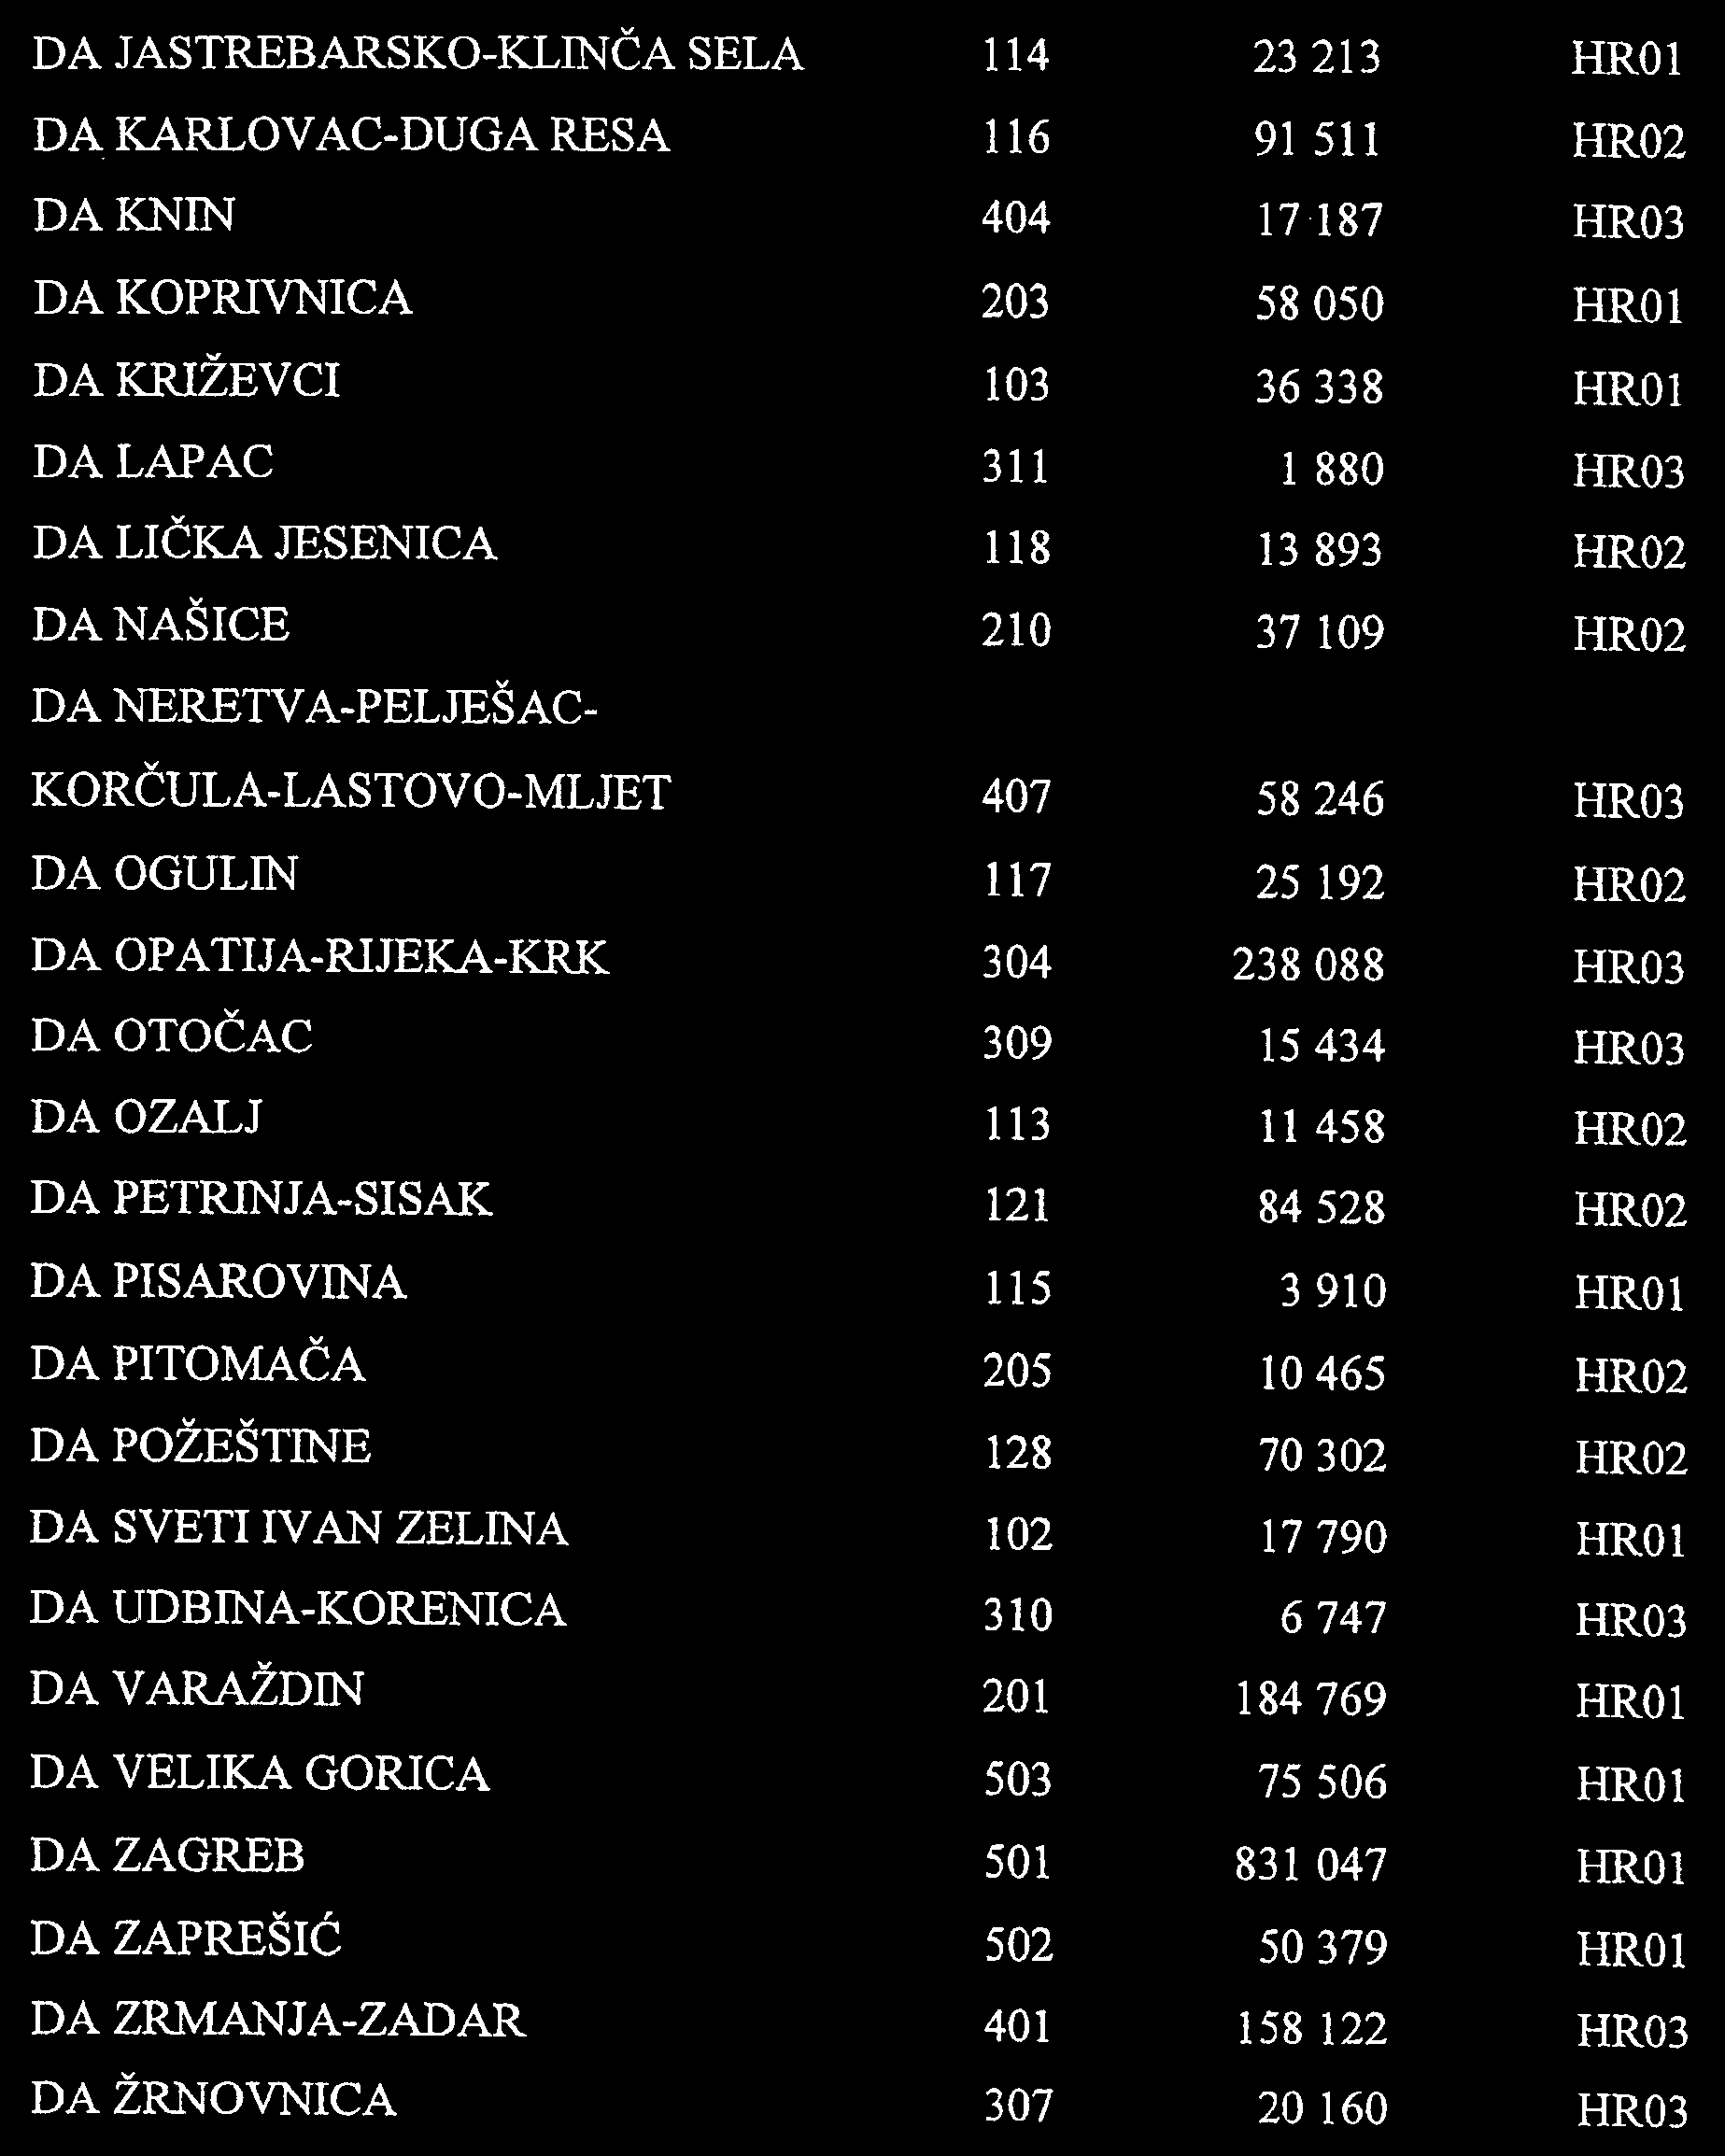 DA JASTREBARSKO-KLINČA SELA 114 23 213 HR01
DA KARLOVAC-DUGA RESA 116 91 511 HR02
DA KNIN 404 17 187 HR03
DA KOPRIVNICA 203 58 050 HR01
DA KRIŽEVCI 103 36 338 HR01
DA LAPAC 311 1 880 HR03
DA LIČKA JESENICA 118 13 893 HR02
DA NAŠICE 210 37 109 HR02
DA NERETVA-PELJEŠAC-
KORČULA-LASTOVO-MLJET 407 58 246 HR03
DA OGULIN 117 25 192 HR02
DA OPATIJA-RIJEKA-KRK 304 238 088 HR03
DA OTOČAC 309 15 434 HR03
DA OZALJ 113 11 458 HR02
DA PETRINJA-SISAK 121 84 528 HR02
DA PISAROVINA 115 3 910 HR01
DA PITOMAČA 205 10 465 HR02
DA POŽEŠTINE 128 70 302 HR02
DA SVETI IVAN ZELINA 102 17 790 HR01
DA UDBINA-KORENICA 310 6 747 HR03
DA VARAŽDIN 201 184 769 HR01
DA VELIKA GORICA 503 75 506 HR01
DA ZAGREB 501 831 047 HR01
DA ZAPREŠIĆ 502 50 379 HR01
DA ZRMANJA-ZADAR 401 158 122 HR03
DA ŽRNOVNICA 307 20 160 HR03